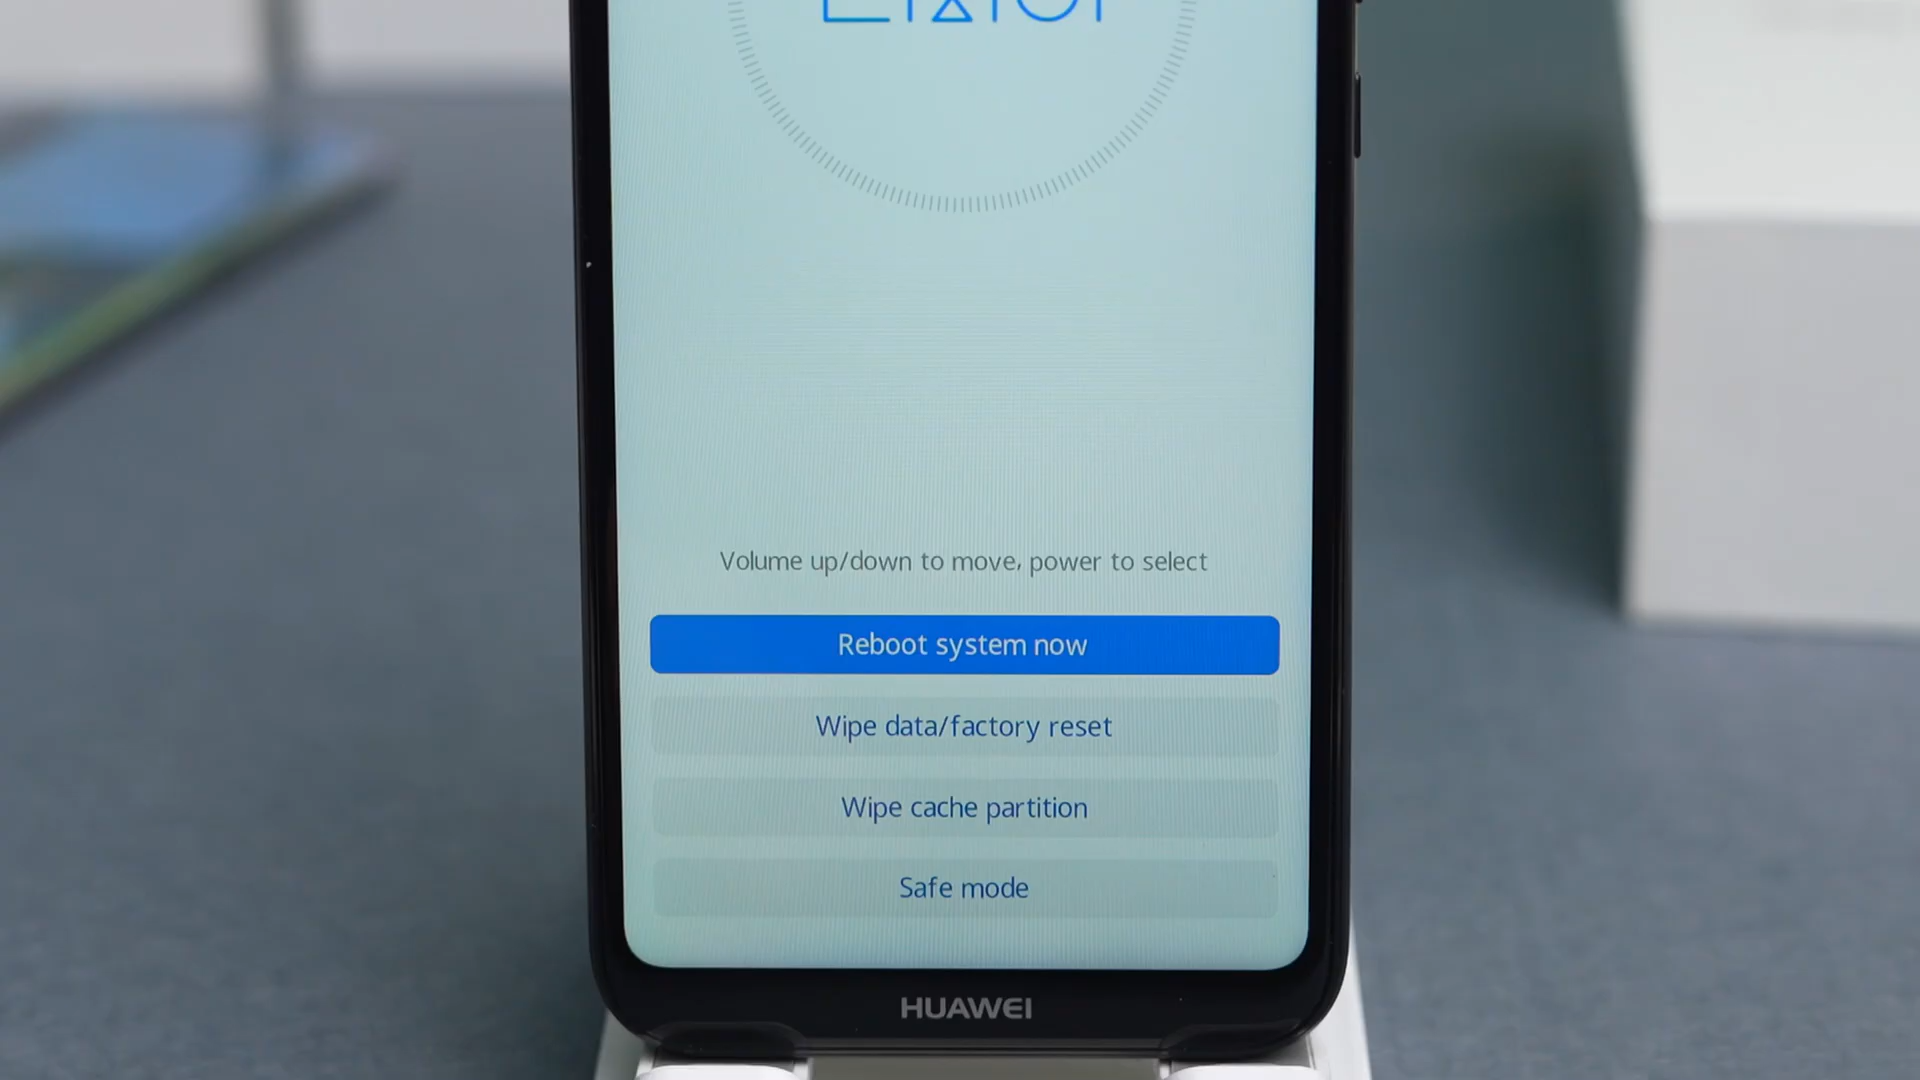 Volume up/down to move, power to select
Reboot system now
Wipe data/factory reset
Wipe cache partition
Safe mode
HUAWEI